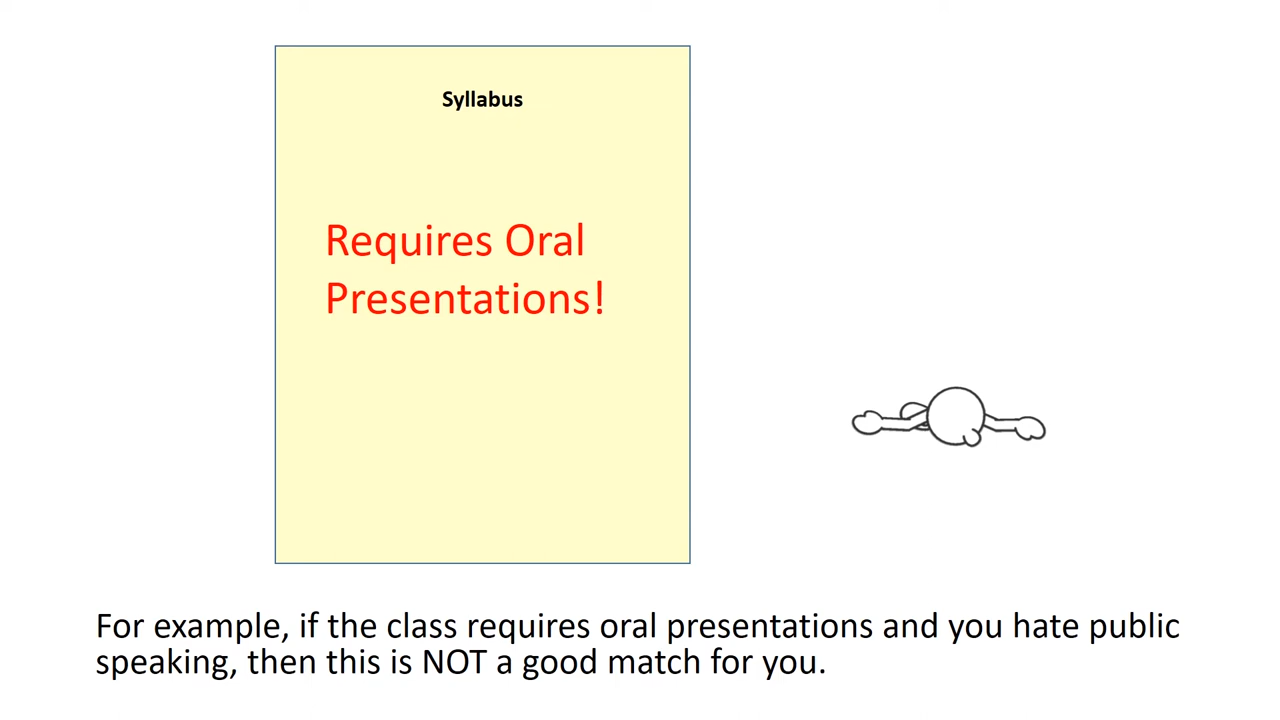 Syllabus
Requires Oral
Presentations!
For example, if the class requires oral presentations and you hate public
speaking, then this is NOT a good match for you.